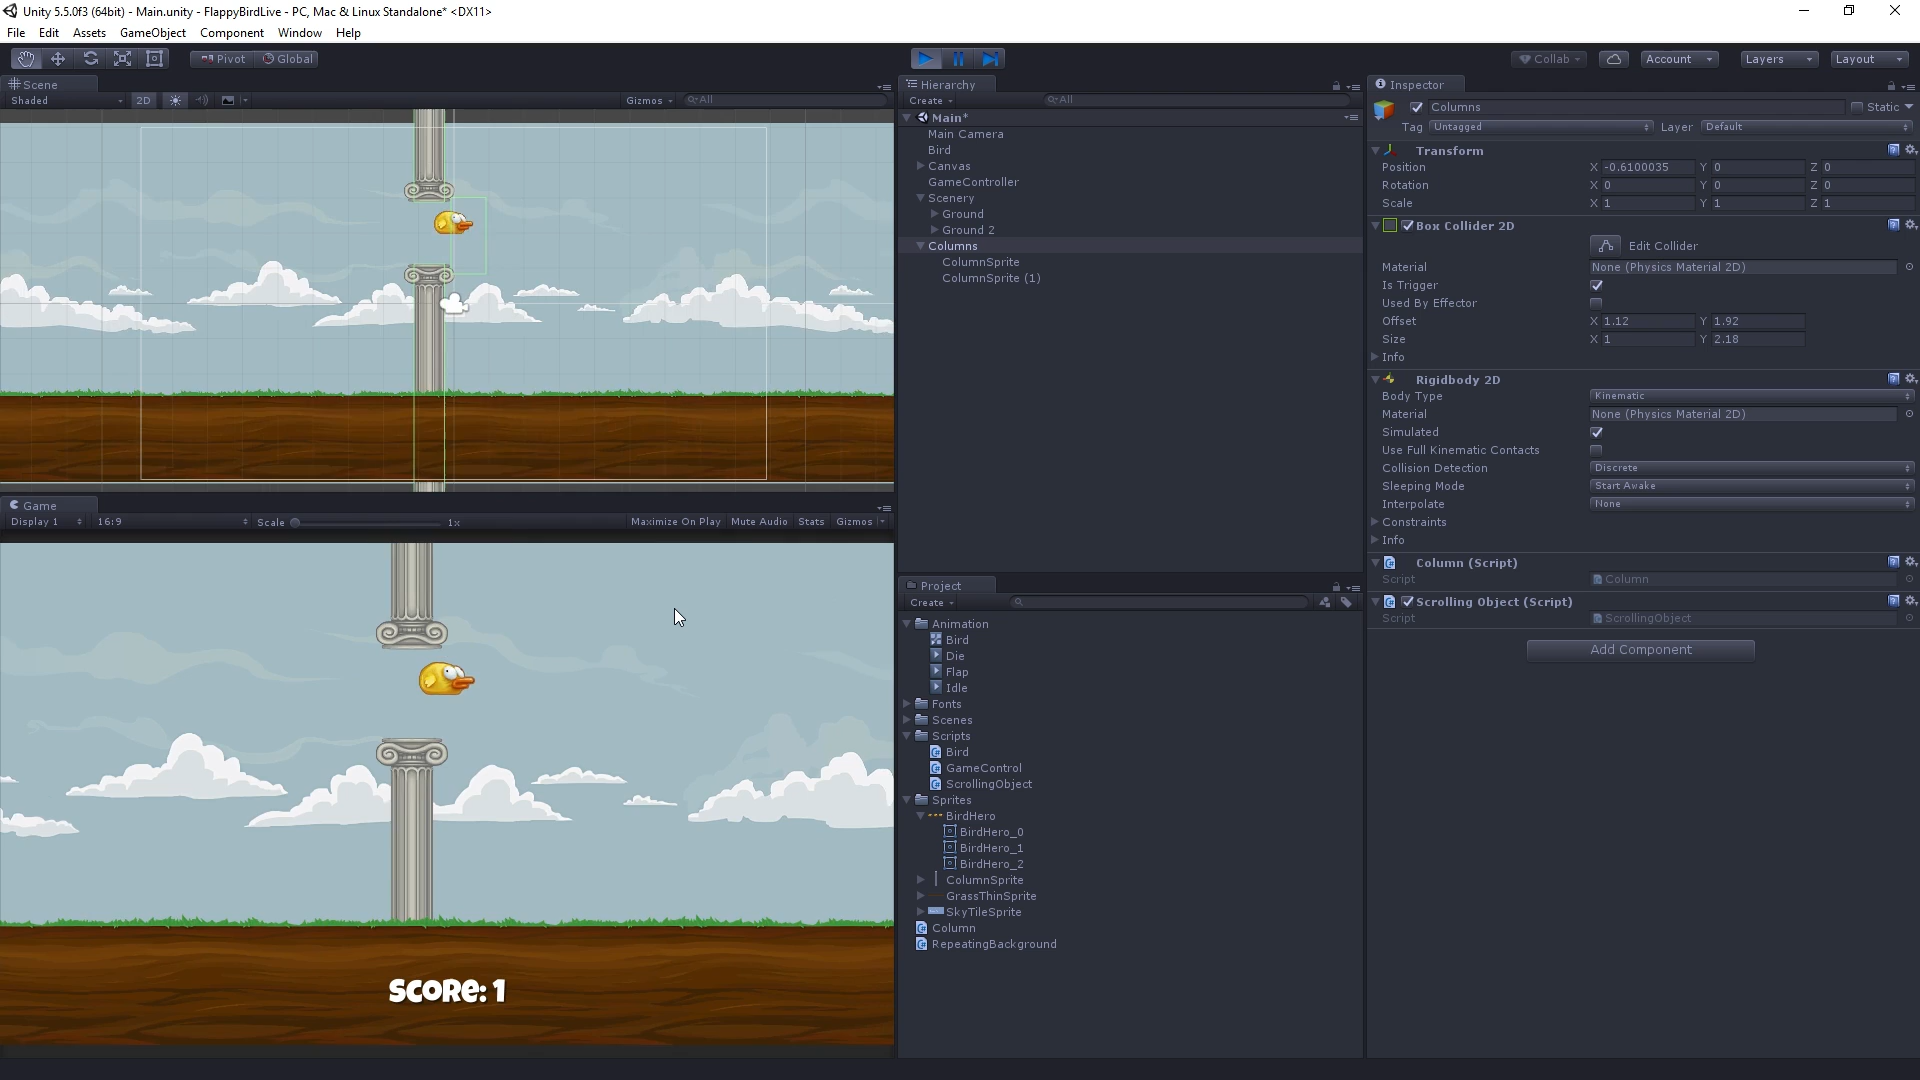 Unity 5.5.0f3 (64bit) - Main.unity - FlappyBirdLive - PC, Mac & Linux Standalone* <DX11>
File Edit Assets GameObject Component Window Help
Pivot Global
Collab Account Layers Layout
Scene
Shaded 2D Gizmos All
Game
Display 1 16:9 Scale 1x Maximize On Play Mute Audio Stats Gizmos
Score: 1
Hierarchy
Create All
Main*
Main Camera
Bird
Canvas
GameController
Scenery
Ground
Ground 2
Columns
ColumnSprite
ColumnSprite (1)
Project
Create
Animation
Bird
Die
Flap
Idle
Fonts
Scenes
Scripts
Bird
GameControl
ScrollingObject
Sprites
BirdHero
BirdHero_0
BirdHero_1
BirdHero_2
ColumnSprite
GrassThinSprite
SkyTileSprite
Column
RepeatingBackground
Inspector
Columns Static
Tag Untagged Layer Default
Transform
Position X -0.6100035 Y 0 Z 0
Rotation X 0 Y 0 Z 0
Scale X 1 Y 1 Z 1
Box Collider 2D
Edit Collider
Material None (Physics Material 2D)
Is Trigger
Used By Effector
Offset X 1.12 Y 1.92
Size X 1 Y 2.18
Info
Rigidbody 2D
Body Type Kinematic
Material None (Physics Material 2D)
Simulated
Use Full Kinematic Contacts
Collision Detection Discrete
Sleeping Mode Start Awake
Interpolate None
Constraints
Info
Column (Script)
Script Column
Scrolling Object (Script)
Script ScrollingObject
Add Component